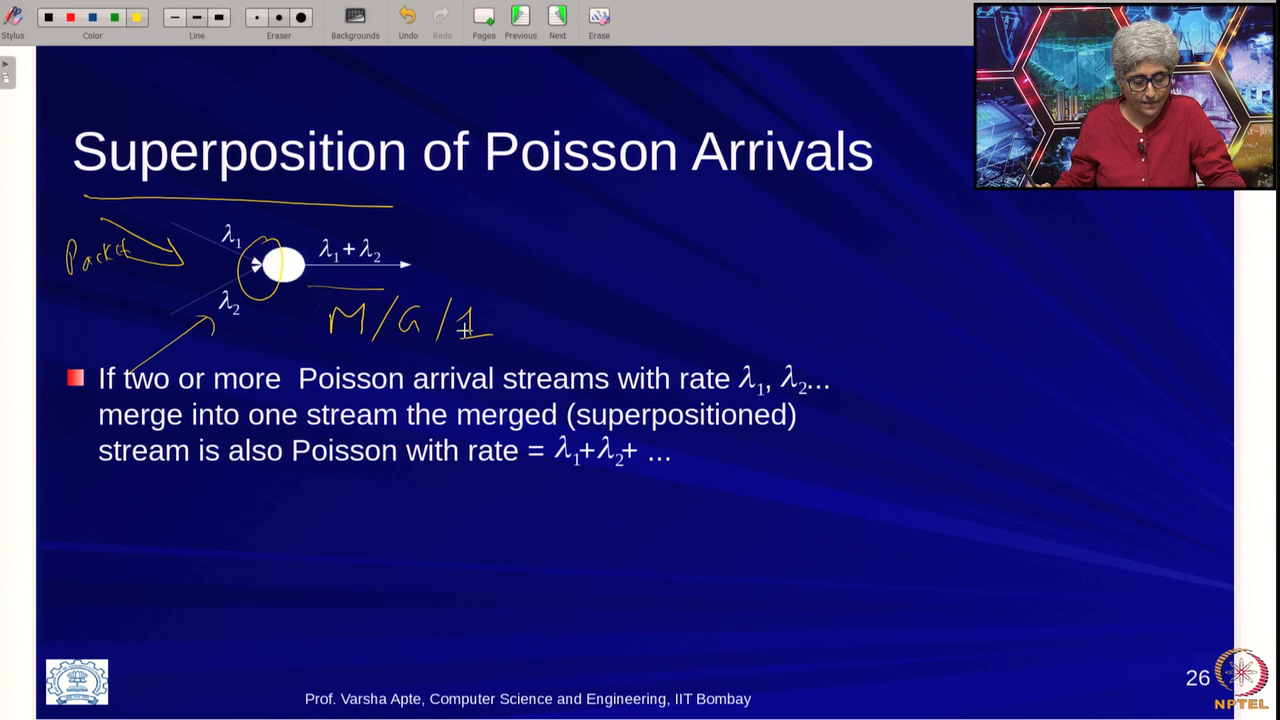 Stylus Color Line Eraser Backgrounds Undo Redo Pages Previous Next Erase
Superposition of Poisson Arrivals
λ1
Packet
λ1+λ2
λ2
M/G/1
If two or more Poisson arrival streams with rate λ1, λ2...
merge into one stream the merged (superpositioned)
stream is also Poisson with rate = λ1+λ2+ ...
Prof. Varsha Apte, Computer Science and Engineering, IIT Bombay
26
NPTEL